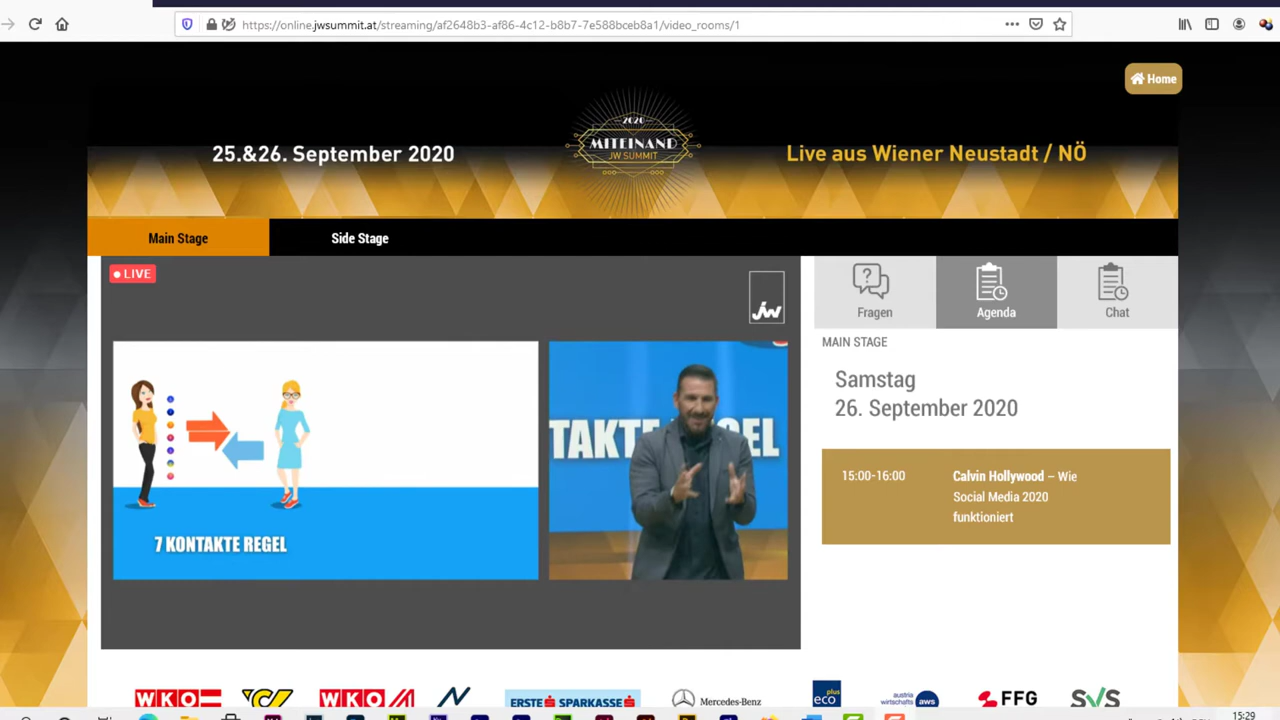 https://online.jwsummit.at/streaming/af2648b3-af86-4c12-b8b7-7e588bceb8a1/video_rooms/1
Home
2020
MITEINAND
JW SUMMIT
25.&26. September 2020
Live aus Wiener Neustadt / NÖ
Main Stage
Side Stage
LIVE
jw
Fragen
Agenda
Chat
MAIN STAGE
Samstag
26. September 2020
15:00-16:00
Calvin Hollywood – Wie
Social Media 2020
funktioniert
7 KONTAKTE REGEL
TAKTE REGEL
WKO
WKO
ERSTE SPARKASSE
Mercedes-Benz
eco
plus
austria
wirtschafts
aws
FFG
SVS
15:29